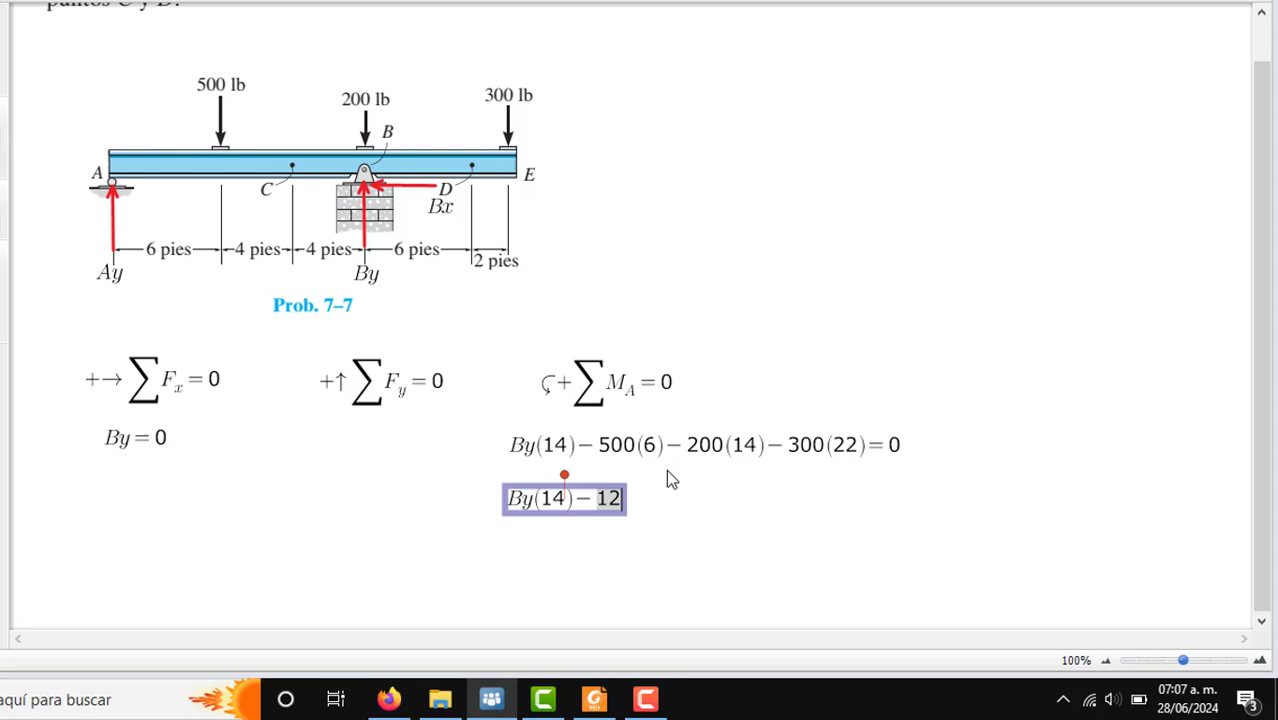 puntos C y D.
500 lb
200 lb
300 lb
B
A
C
D
E
Bx
6 pies
4 pies
4 pies
6 pies
2 pies
Ay
By
Prob. 7–7
+→ ∑ Fx = 0
+↑ ∑ Fy = 0
⤹+ ∑ MA = 0
By = 0
By(14) − 500(6) − 200(14) − 300(22) = 0
By(14) − 12
100%
aquí para buscar
07:07 a. m.
28/06/2024
3